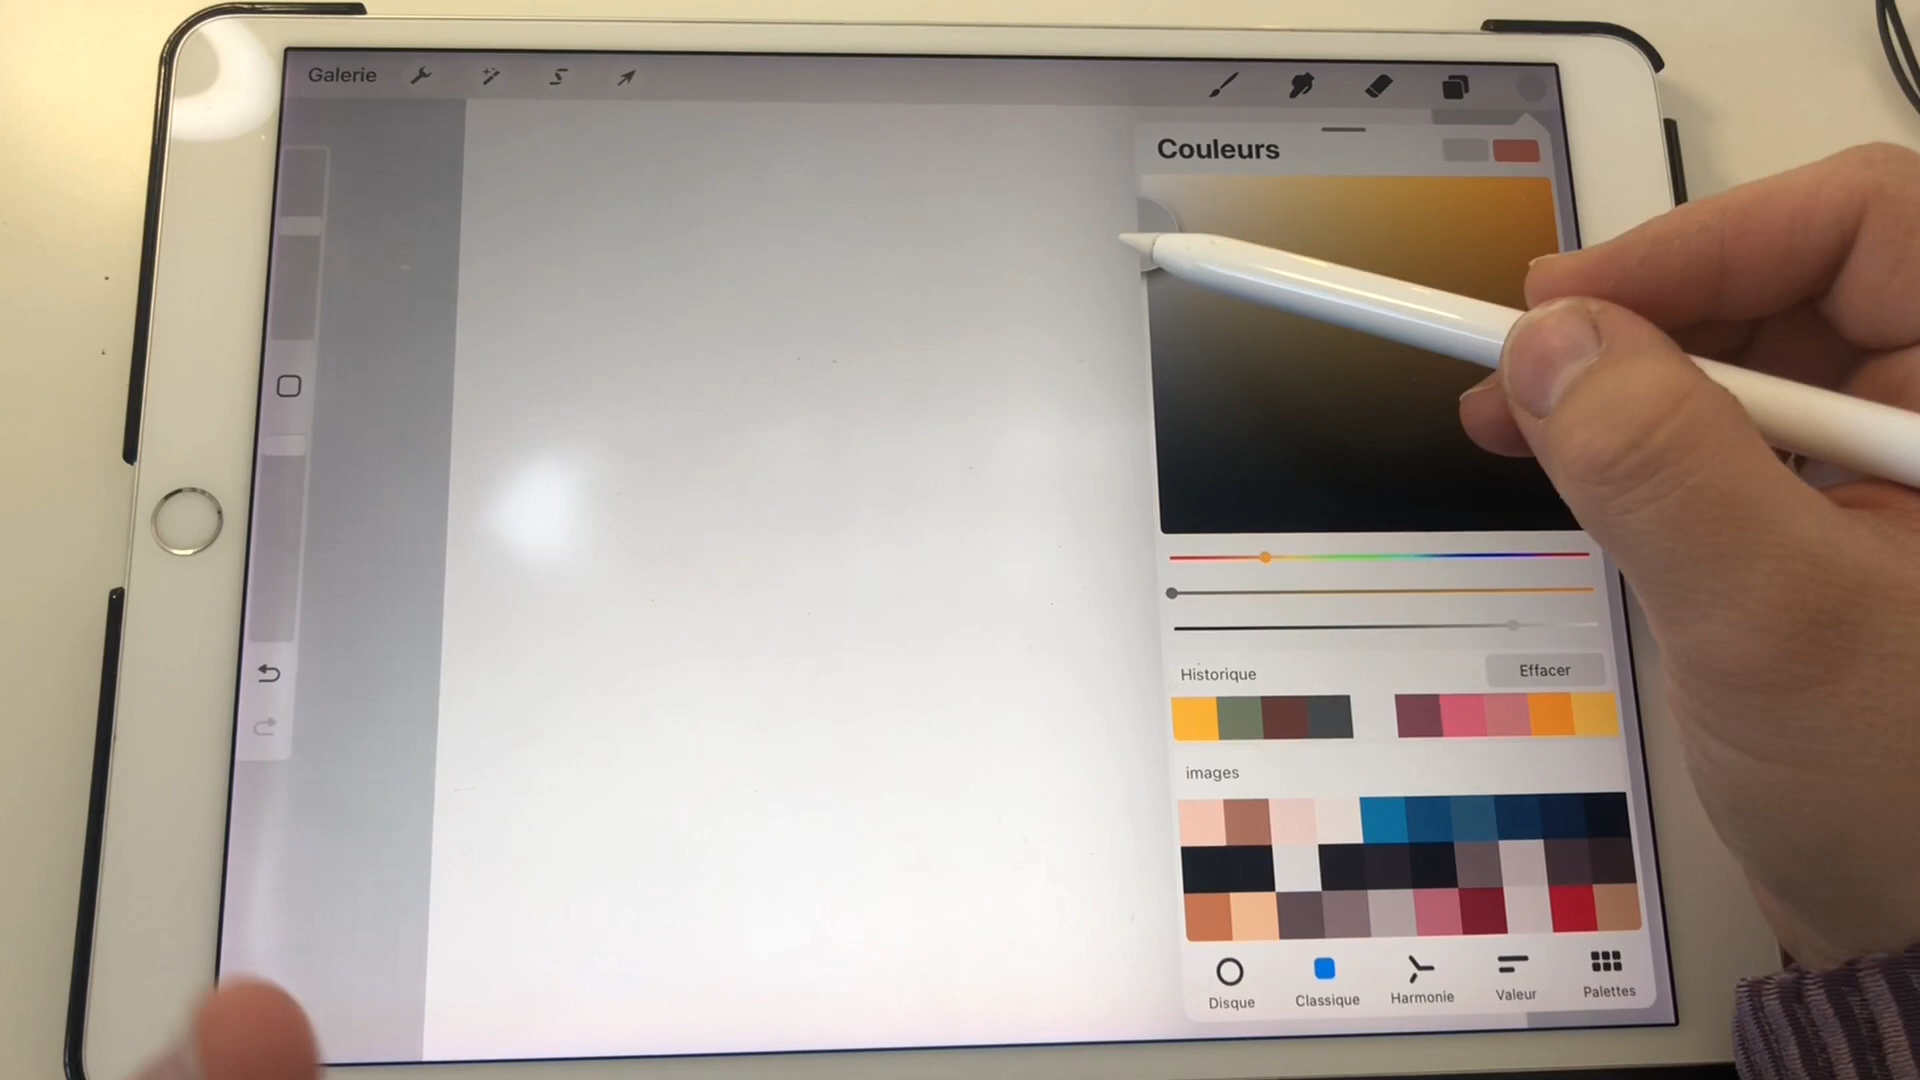 Galerie
Couleurs
Historique
Effacer
images
Disque
Classique
Harmonie
Valeur
Palettes